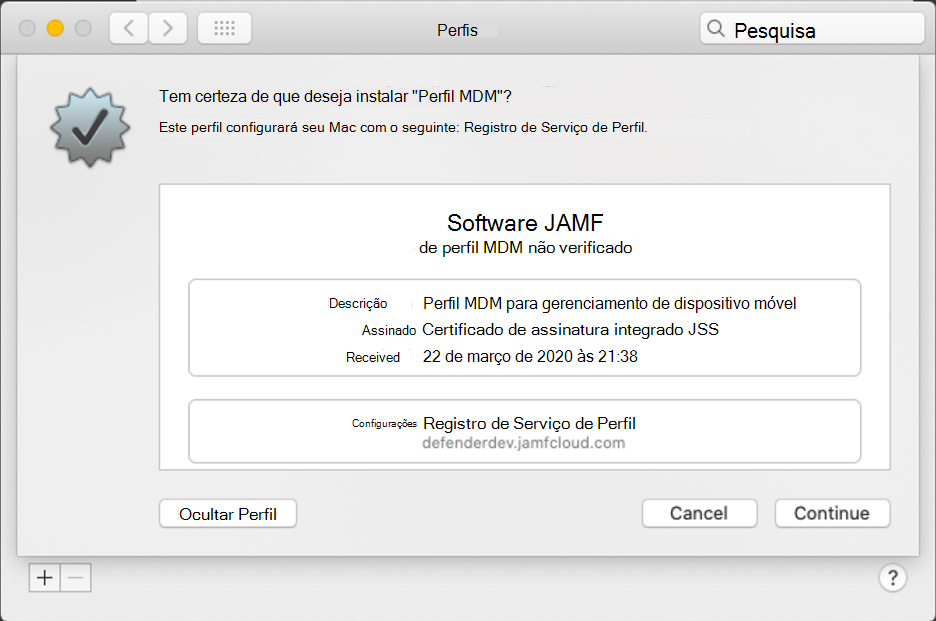 Perfis
Pesquisa
Tem certeza de que deseja instalar "Perfil MDM"?
Este perfil configurará seu Mac com o seguinte: Registro de Serviço de Perfil.
Software JAMF
de perfil MDM não verificado
Descrição Perfil MDM para gerenciamento de dispositivo móvel
Assinado Certificado de assinatura integrado JSS
Received 22 de março de 2020 às 21:38
Configurações Registro de Serviço de Perfil
defenderdev.jamfcloud.com
Ocultar Perfil Cancel Continue
+ − ?